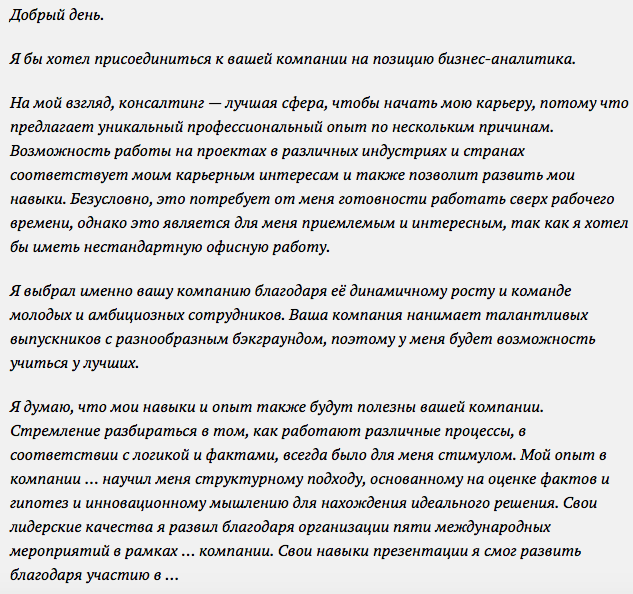 Добрый день.
Я бы хотел присоединиться к вашей компании на позицию бизнес-аналитика.
На мой взгляд, консалтинг — лучшая сфера, чтобы начать мою карьеру, потому что
предлагает уникальный профессиональный опыт по нескольким причинам.
Возможность работы на проектах в различных индустриях и странах
соответствует моим карьерным интересам и также позволит развить мои
навыки. Безусловно, это потребует от меня готовности работать сверх рабочего
времени, однако это является для меня приемлемым и интересным, так как я хотел
бы иметь нестандартную офисную работу.
Я выбрал именно вашу компанию благодаря её динамичному росту и команде
молодых и амбициозных сотрудников. Ваша компания нанимает талантливых
выпускников с разнообразным бэкграундом, поэтому у меня будет возможность
учиться у лучших.
Я думаю, что мои навыки и опыт также будут полезны вашей компании.
Стремление разбираться в том, как работают различные процессы, в
соответствии с логикой и фактами, всегда было для меня стимулом. Мой опыт в
компании … научил меня структурному подходу, основанному на оценке фактов и
гипотез и инновационному мышлению для нахождения идеального решения. Свои
лидерские качества я развил благодаря организации пяти международных
мероприятий в рамках … компании. Свои навыки презентации я смог развить
благодаря участию в …